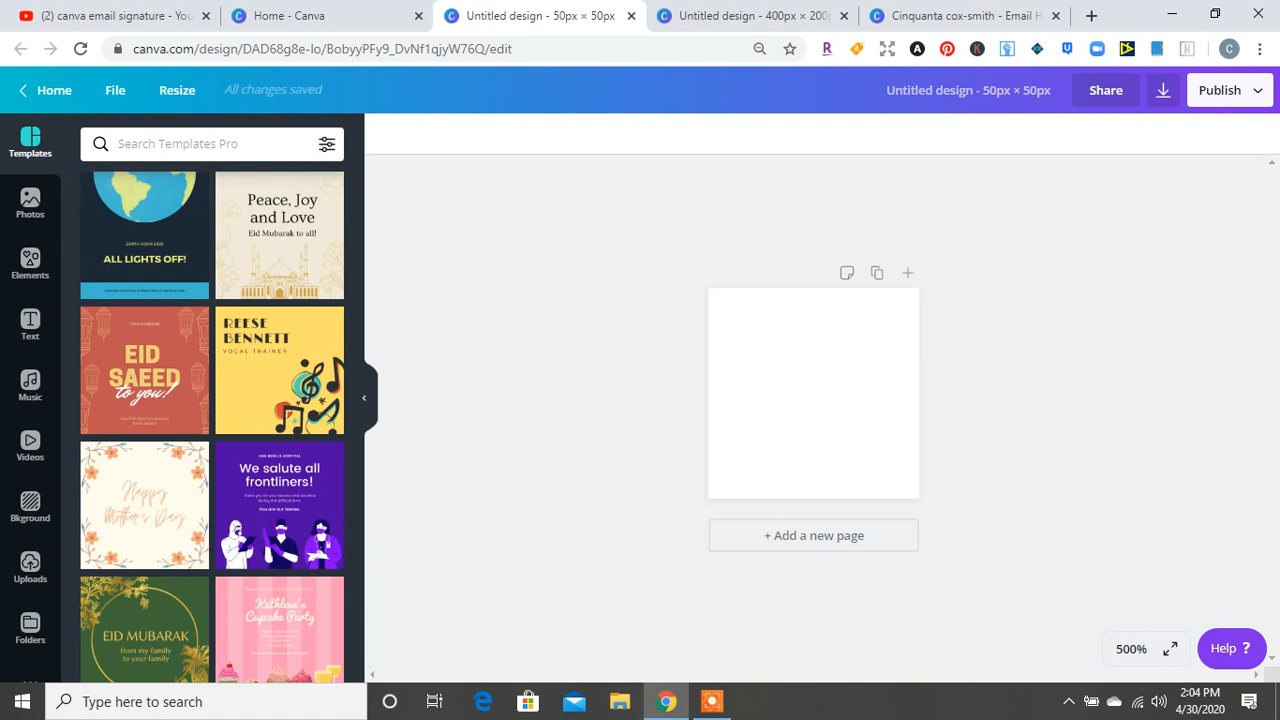 canva email signature - You
Home - Canva
Untitled design - 50px × 50px
Untitled design - 400px × 200p
Cinquanta cox-smith - Email H
canva.com/design/DAD68g8e-lo/BobyyPFy9_DvNf1qjyW76Q/edit
C
Home
File
Resize
All changes saved
Untitled design - 50px × 50px
Share
Publish
Templates
Photos
Elements
Text
Music
Videos
Bkground
Uploads
Folders
Search Templates Pro
EARTH HOUR 2020
ALL LIGHTS OFF!
Peace, Joy
and Love
Eid Mubarak to all!
EID
SAEED
to you!
REESE
BENNETT
VOCAL TRAINER
Happy
Mother's Day
We salute all
frontliners!
You are our heroes.
EID MUBARAK
from my family
to your family
Kathleen's
Cupcake Party
+ Add a new page
500%
Help ?
Type here to search
2:04 PM
4/30/2020